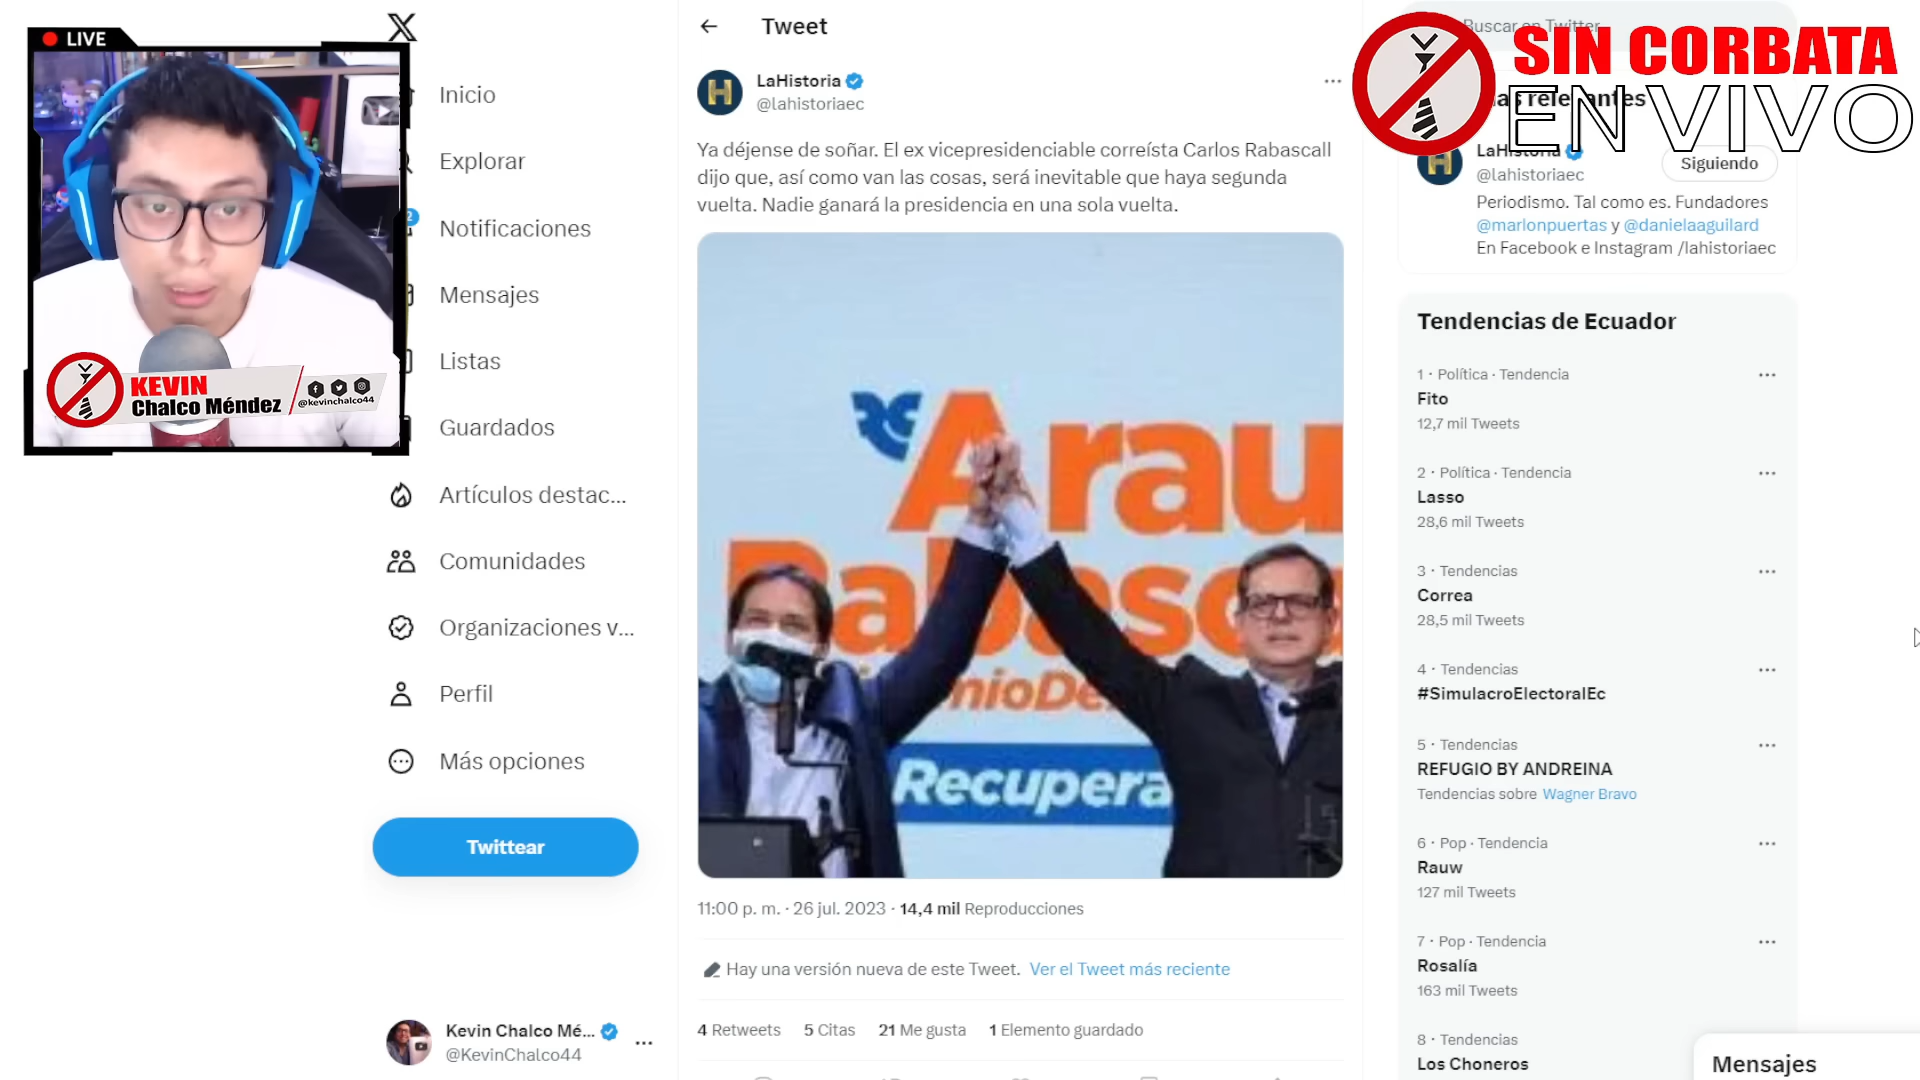 LIVE
KEVIN
Chalco Méndez
@kevinchalco44
Inicio
Explorar
2
Notificaciones
Mensajes
Listas
Guardados
Artículos destac...
Comunidades
Organizaciones v...
Perfil
Más opciones
Twittear
Kevin Chalco Mé...
@KevinChalco44
Tweet
LaHistoria
@lahistoriaec
Ya déjense de soñar. El ex vicepresidenciable correísta Carlos Rabascall
dijo que, así como van las cosas, será inevitable que haya segunda
vuelta. Nadie ganará la presidencia en una sola vuelta.
Arau
Rabasc
nioDe
Recupera
11:00 p. m. · 26 jul. 2023 · 14,4 mil Reproducciones
Hay una versión nueva de este Tweet. Ver el Tweet más reciente
4 Retweets 5 Citas 21 Me gusta 1 Elemento guardado
Buscar en Twitter
SIN CORBATA
EN VIVO
relevantes
LaHistoria
@lahistoriaec
Siguiendo
Periodismo. Tal como es. Fundadores
@marlonpuertas y @danielaaguilard
En Facebook e Instagram /lahistoriaec
Tendencias de Ecuador
1 · Política · Tendencia
Fito
12,7 mil Tweets
2 · Política · Tendencia
Lasso
28,6 mil Tweets
3 · Tendencias
Correa
28,5 mil Tweets
4 · Tendencias
#SimulacroElectoralEc
5 · Tendencias
REFUGIO BY ANDREINA
Tendencias sobre Wagner Bravo
6 · Pop · Tendencia
Rauw
127 mil Tweets
7 · Pop · Tendencia
Rosalía
163 mil Tweets
8 · Tendencias
Los Choneros
Mensajes